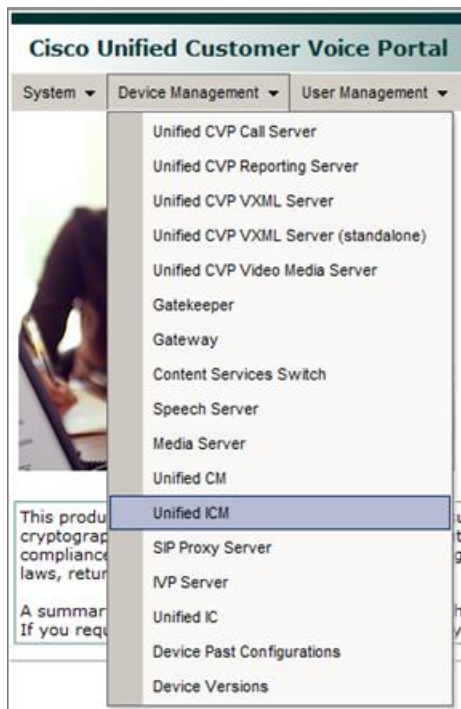 Cisco Unified Customer Voice Portal
System Device Management User Management
Unified CVP Call Server
Unified CVP Reporting Server
Unified CVP VXML Server
Unified CVP VXML Server (standalone)
Unified CVP Video Media Server
Gatekeeper
Gateway
Content Services Switch
Speech Server
Media Server
Unified CM
Unified ICM
SIP Proxy Server
IVP Server
Unified IC
Device Past Configurations
Device Versions
This produ
cryptograp
compliance
laws, retur
A summar
If you requ